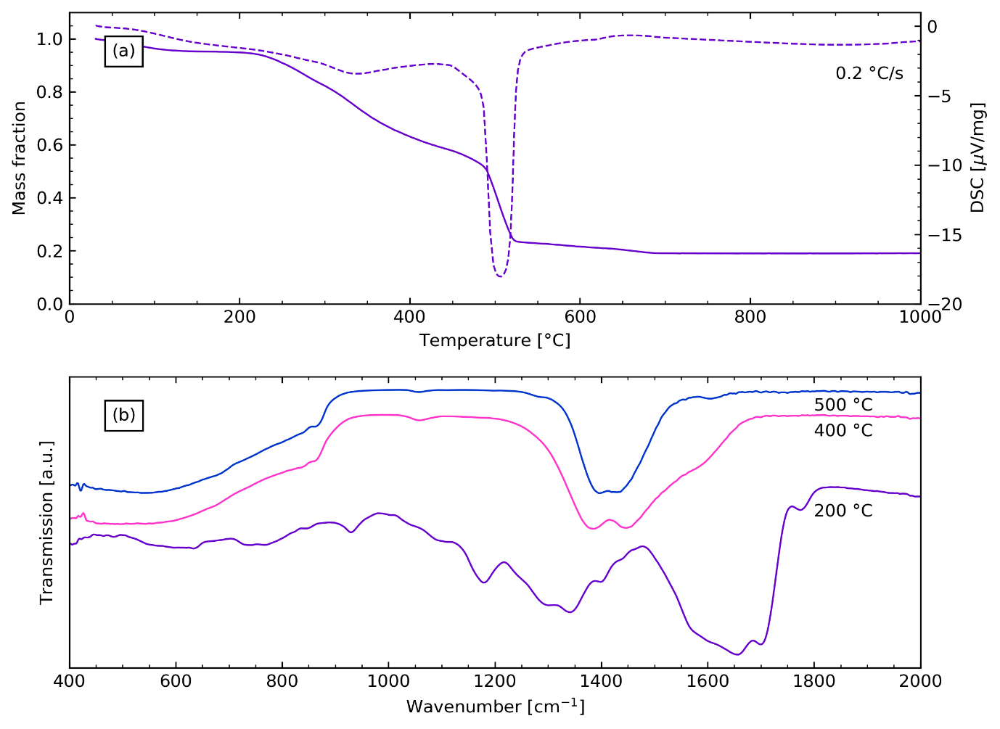 (a)
0.2 °C/s
1.0
0.8
0.6
0.4
0.2
0.0
Mass fraction
0
−5
−10
−15
−20
DSC [μV/mg]
0 200 400 600 800 1000
Temperature [°C]
(b)
500 °C
400 °C
200 °C
Transmission [a.u.]
400 600 800 1000 1200 1400 1600 1800 2000
Wavenumber [cm⁻¹]